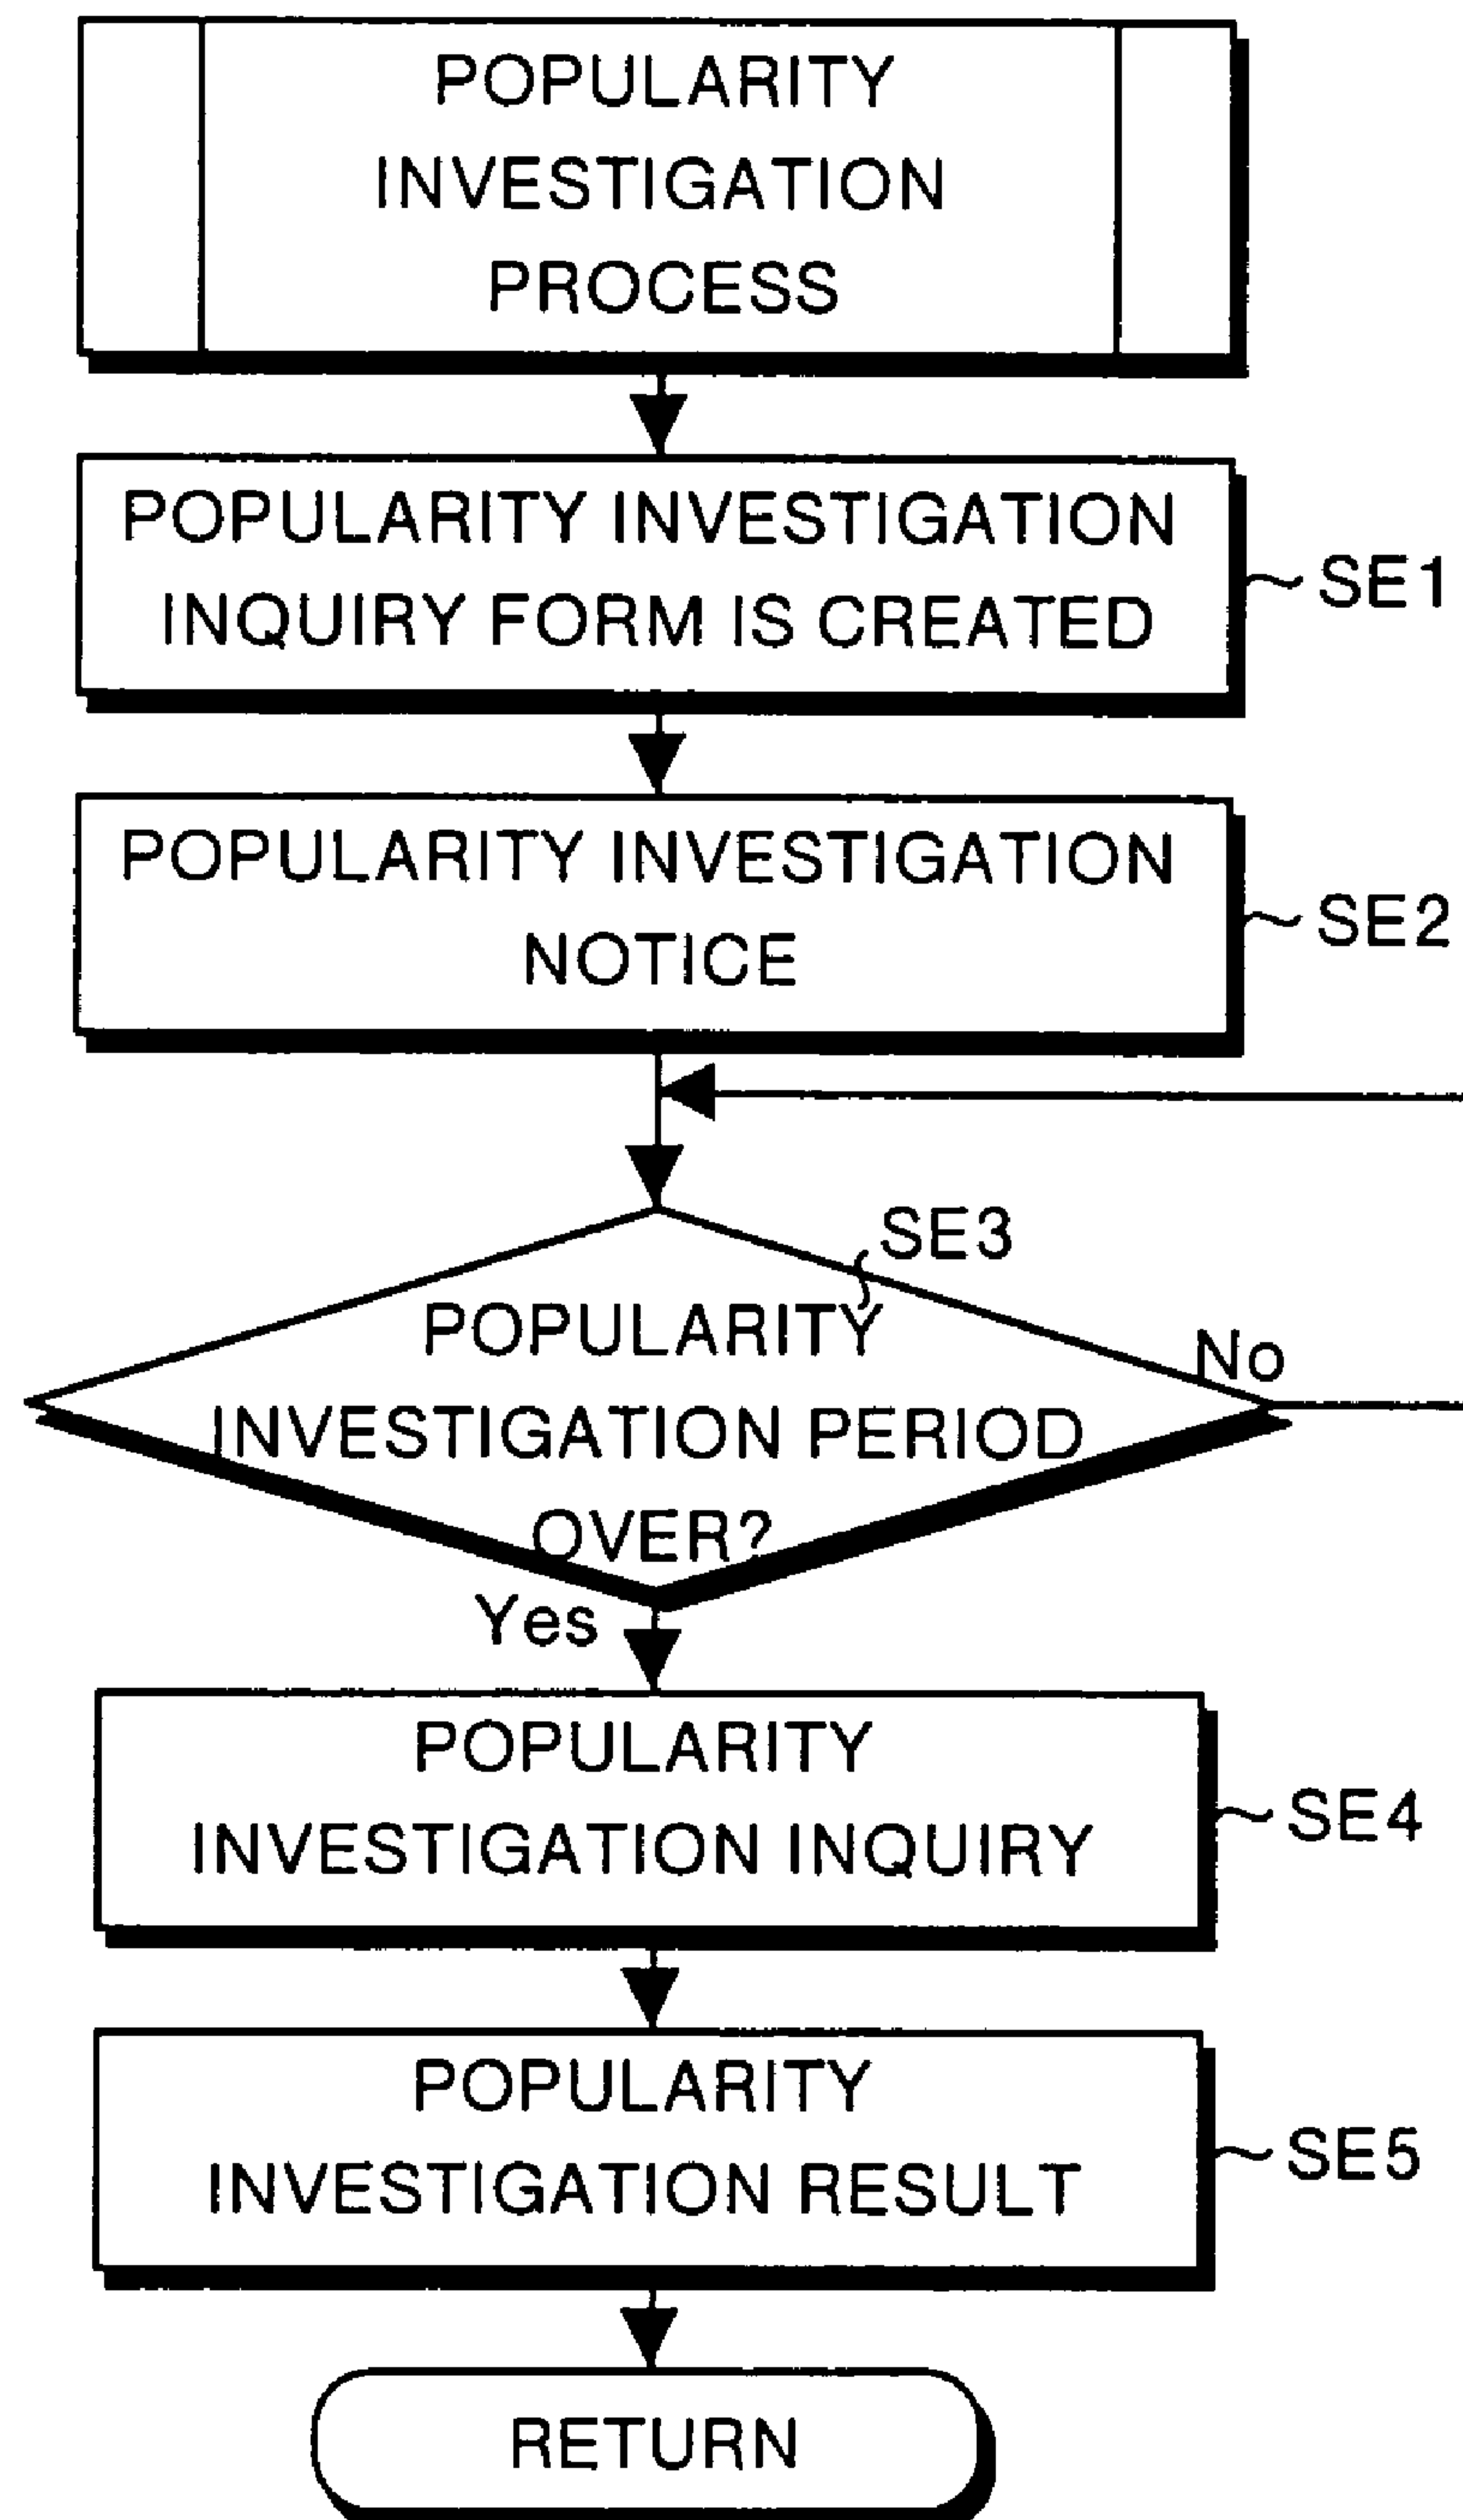 POPULARITY
INVESTIGATION
PROCESS
POPULARITY INVESTIGATION
INQUIRY FORM IS CREATED
SE1
POPULARITY INVESTIGATION
NOTICE
SE2
SE3
POPULARITY
INVESTIGATION PERIOD
OVER?
No
Yes
POPULARITY
INVESTIGATION INQUIRY
SE4
POPULARITY
INVESTIGATION RESULT
SE5
RETURN